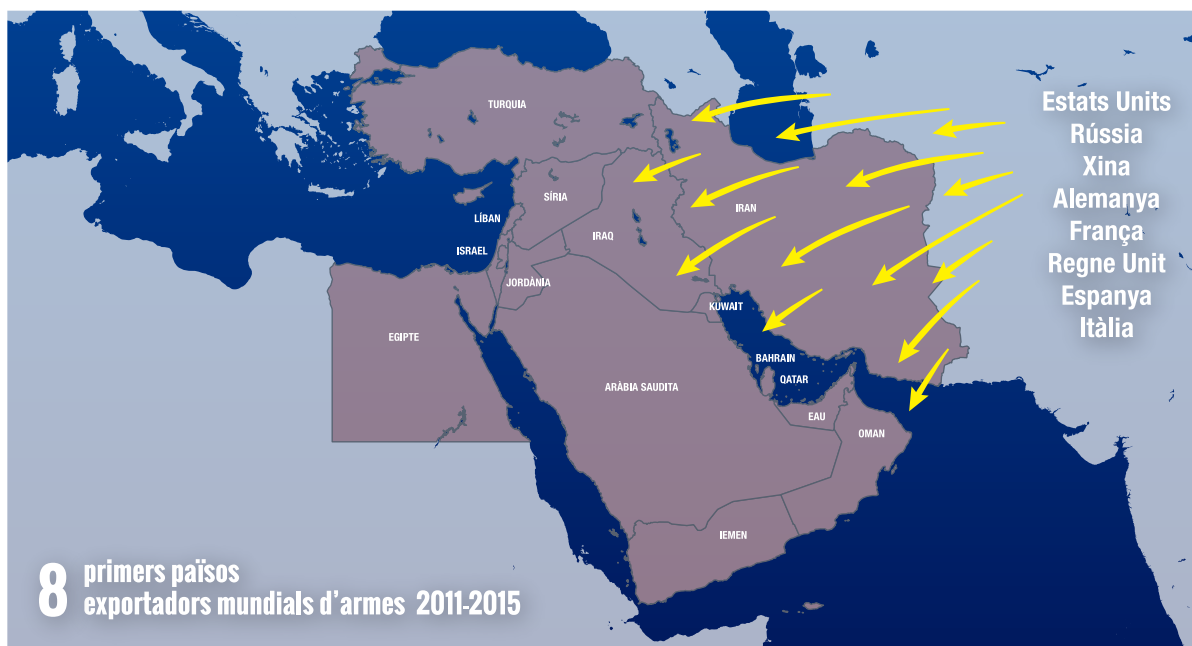 Estats Units
Rússia
Xina
Alemanya
França
Regne Unit
Espanya
Itàlia
TURQUIA
SÍRIA
LÍBAN
ISRAEL
JORDÀNIA
IRAQ
IRAN
KUWAIT
EGIPTE
BAHRAIN
QATAR
ARÀBIA SAUDITA
EAU
OMAN
IEMEN
8 primers països
exportadors mundials d'armes 2011-2015